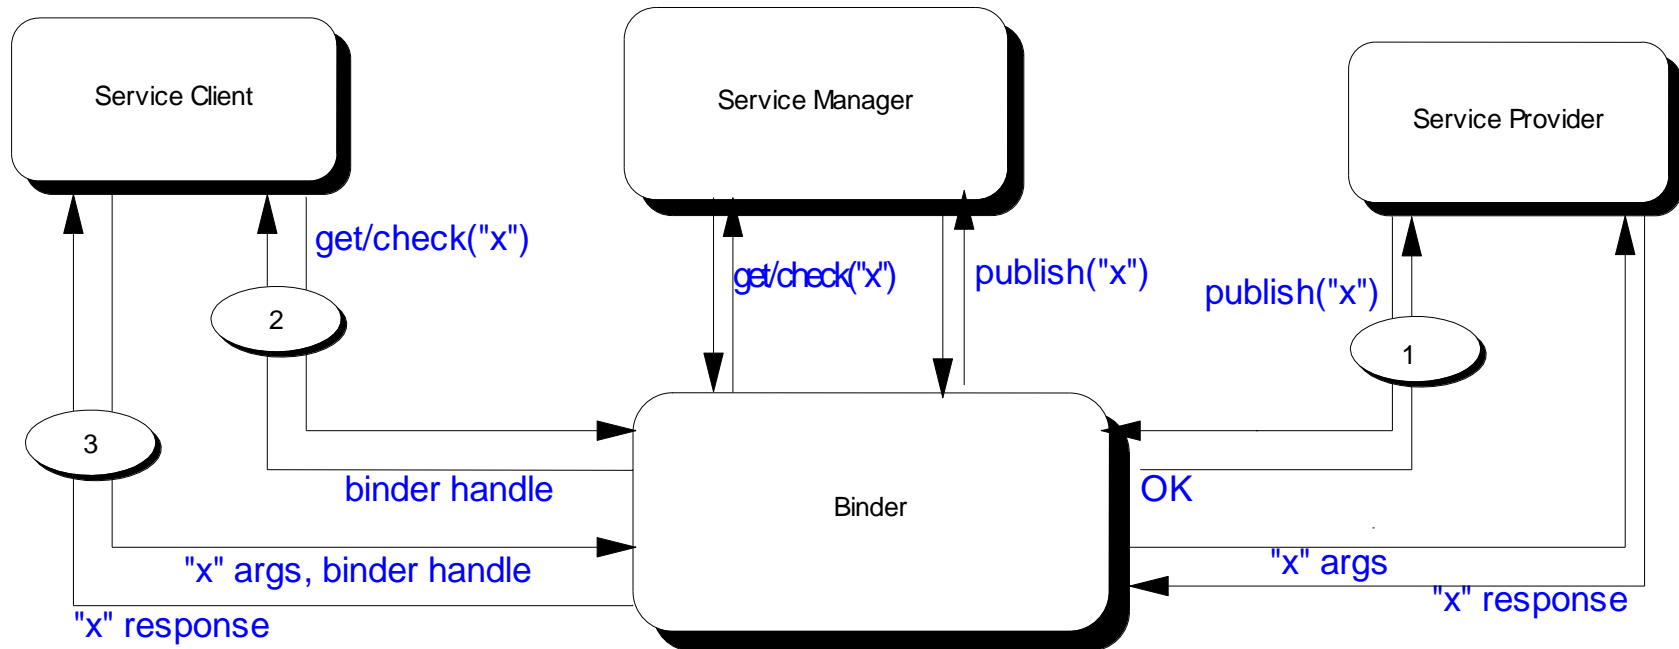 Service Client
Service Manager
Service Provider
get/check("x")
get/check("x")
publish("x")
publish("x")
2
1
3
binder handle
OK
Binder
"x" args, binder handle
"x" args
"x" response
"x" response